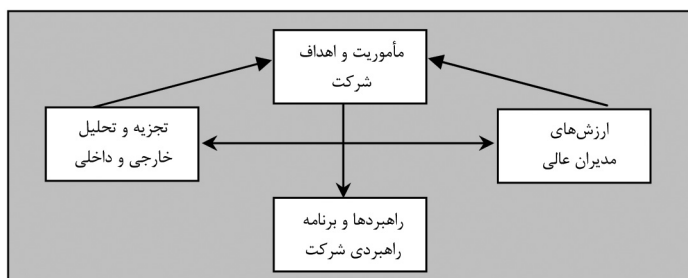 مأموریت و اهداف
شرکت
ارزش‌های
مدیران عالی
تجزیه و تحلیل
خارجی و داخلی
راهبردها و برنامه
راهبردی شرکت